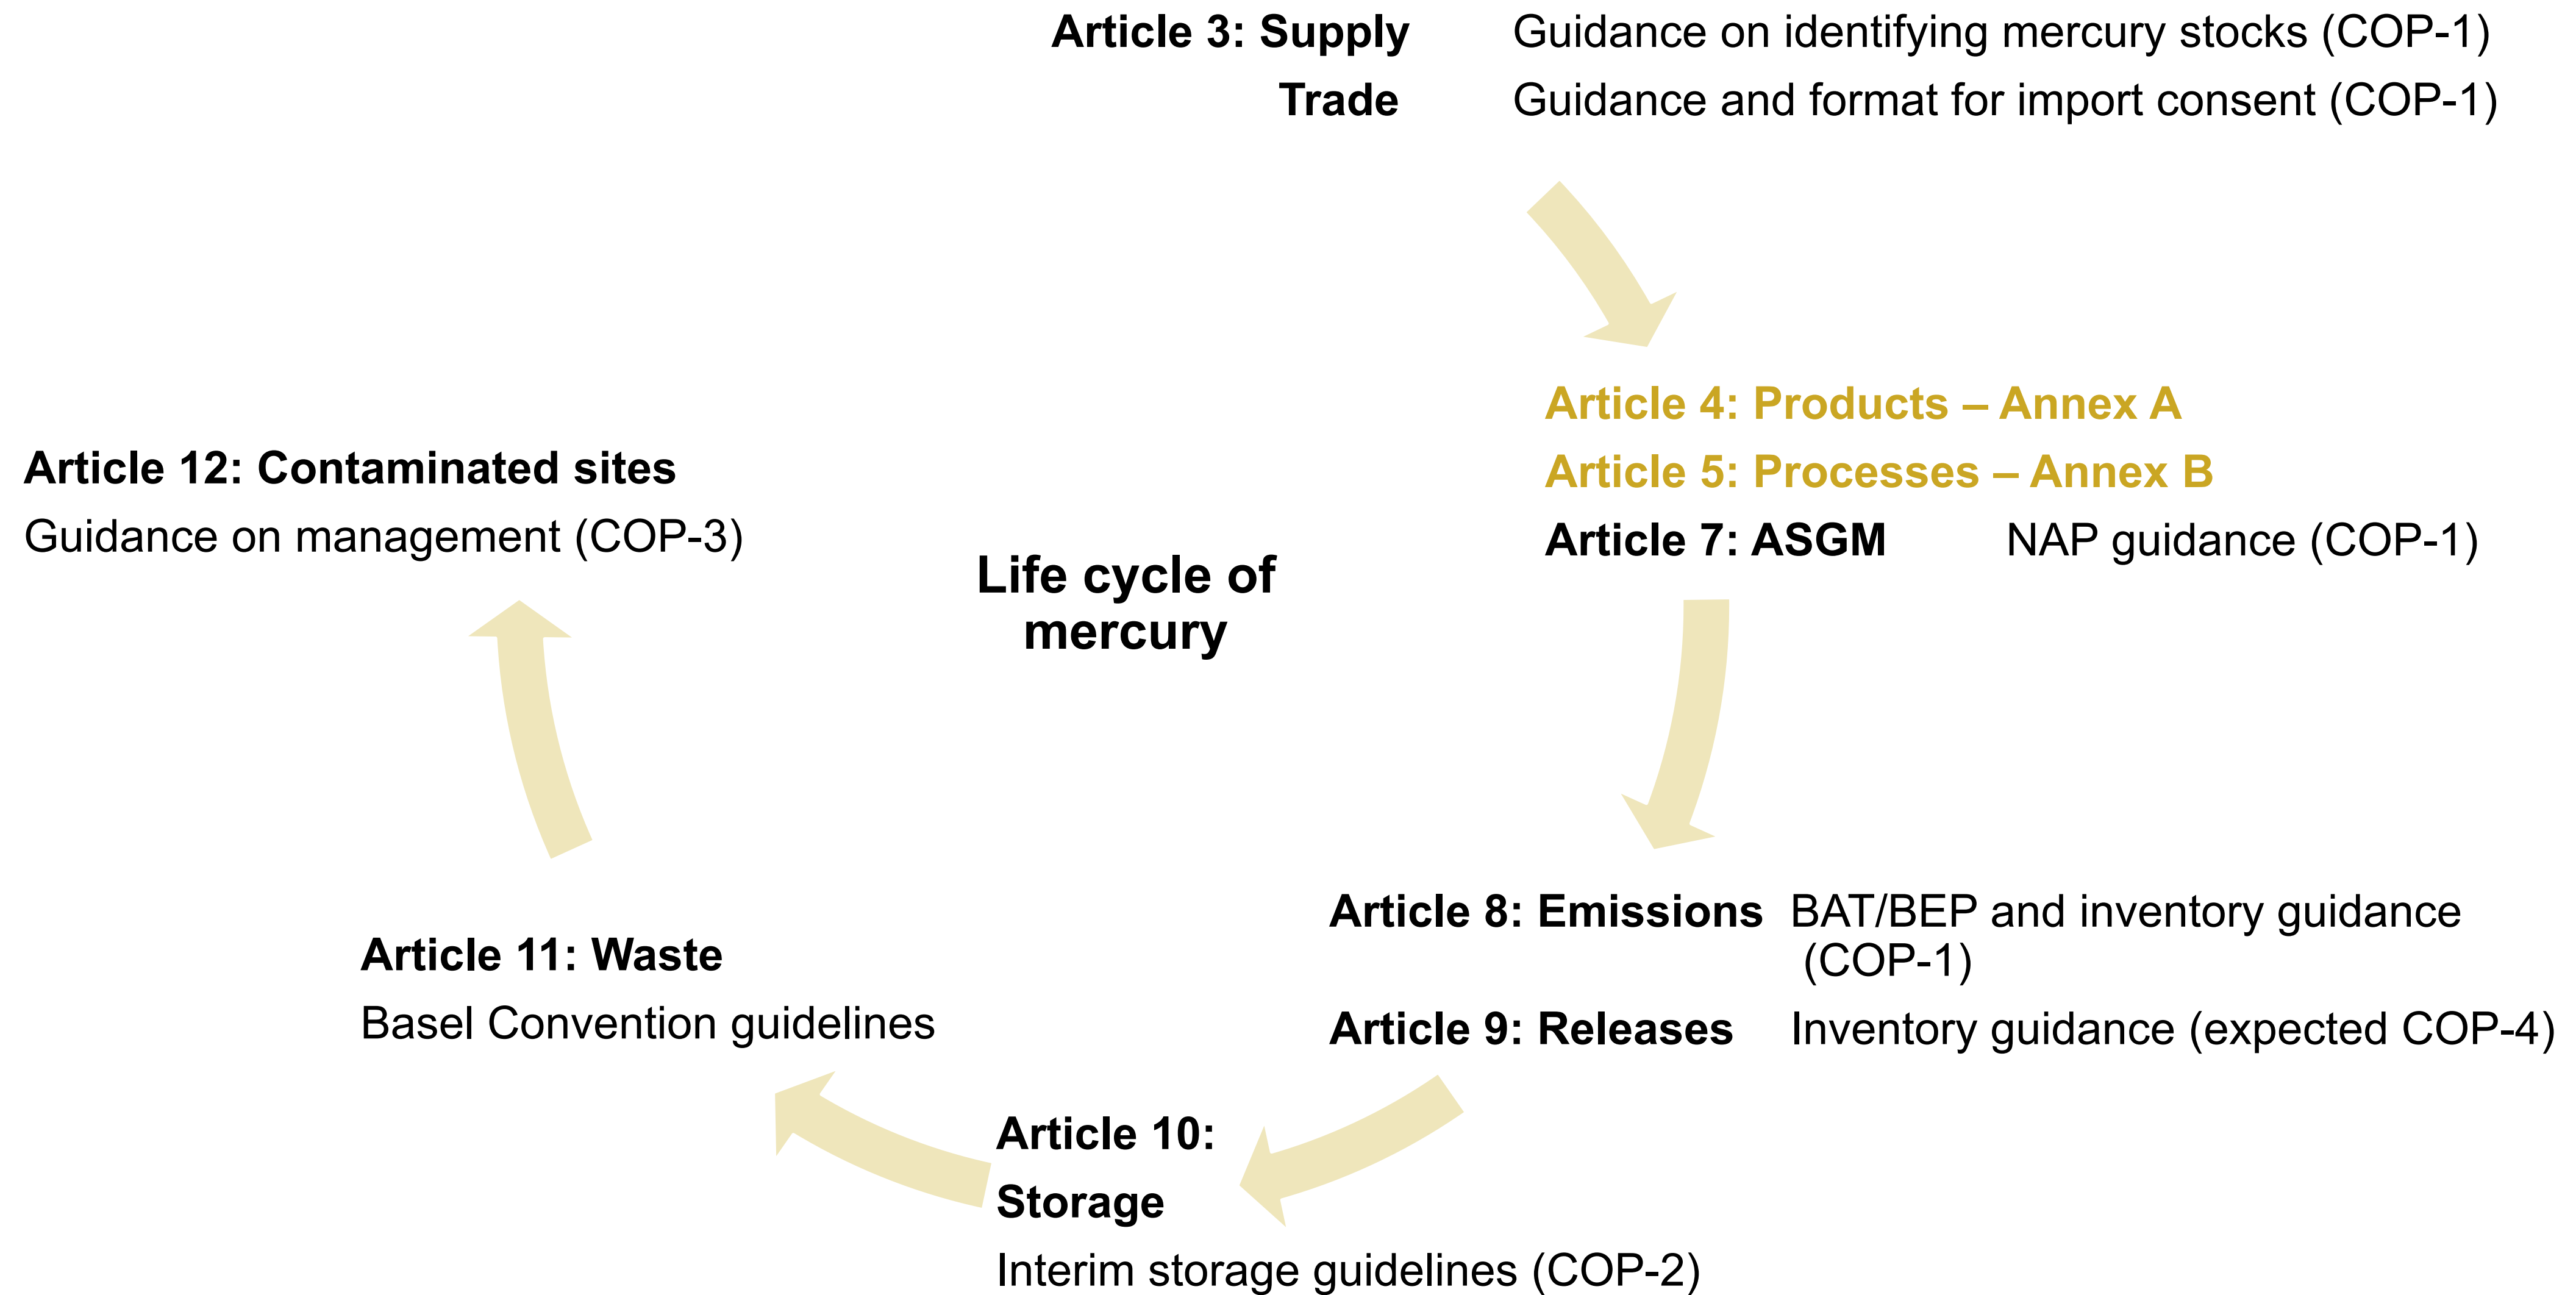 Article 3: Supply Guidance on identifying mercury stocks (COP-1)
Trade Guidance and format for import consent (COP-1)
Article 4: Products – Annex A
Article 5: Processes – Annex B
Article 7: ASGM NAP guidance (COP-1)
Article 12: Contaminated sites
Guidance on management (COP-3)
Life cycle of
mercury
Article 8: Emissions BAT/BEP and inventory guidance
(COP-1)
Article 9: Releases Inventory guidance (expected COP-4)
Article 11: Waste
Basel Convention guidelines
Article 10:
Storage
Interim storage guidelines (COP-2)